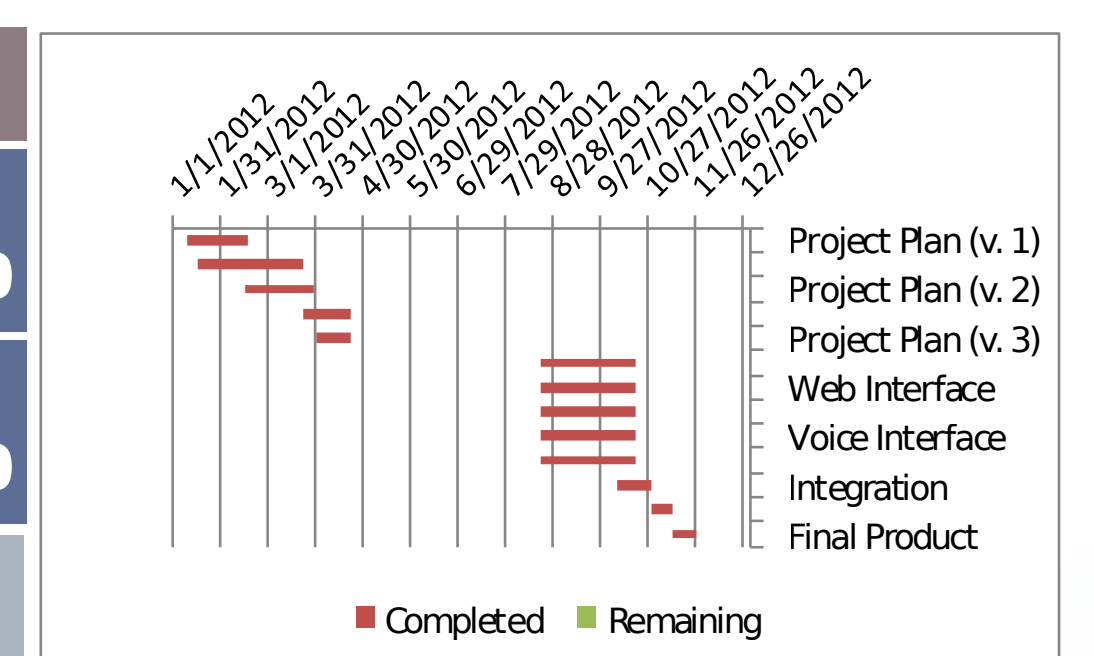 1/1/2012
1/31/2012
3/1/2012
3/31/2012
4/30/2012
5/30/2012
6/29/2012
7/29/2012
8/28/2012
9/27/2012
10/27/2012
11/26/2012
12/26/2012
Project Plan (v. 1)
Project Plan (v. 2)
Project Plan (v. 3)
Web Interface
Voice Interface
Integration
Final Product
Completed
Remaining